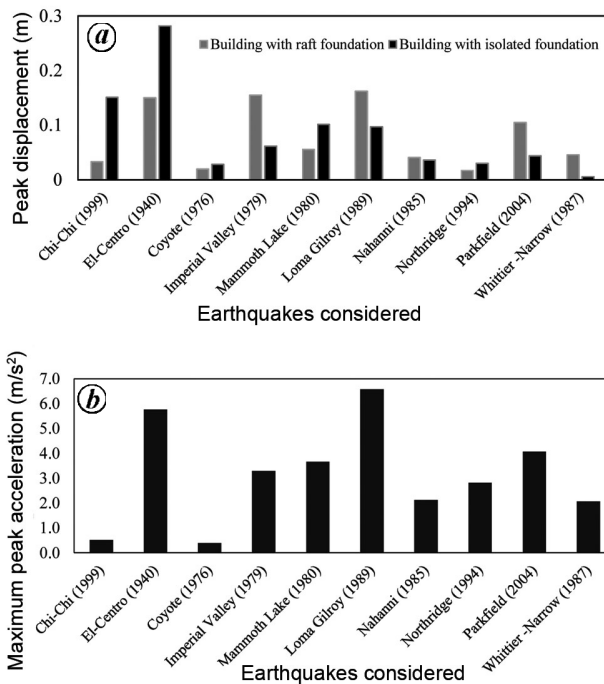 0.3
0.2
0.1
0
Peak displacement (m)
a
Building with raft foundation
Building with isolated foundation
Chi-Chi (1999)
El-Centro (1940)
Coyote (1976)
Imperial Valley (1979)
Mammoth Lake (1980)
Loma Gilroy (1989)
Nahanni (1985)
Northridge (1994)
Parkfield (2004)
Whittier -Narrow (1987)
Earthquakes considered
Maximum peak acceleration (m/s²)
7.0
6.0
5.0
4.0
3.0
2.0
1.0
0.0
b
Chi-Chi (1999)
El-Centro (1940)
Coyote (1976)
Imperial Valley (1979)
Mammoth Lake (1980)
Loma Gilroy (1989)
Nahanni (1985)
Northridge (1994)
Parkfield (2004)
Whittier -Narrow (1987)
Earthquakes considered